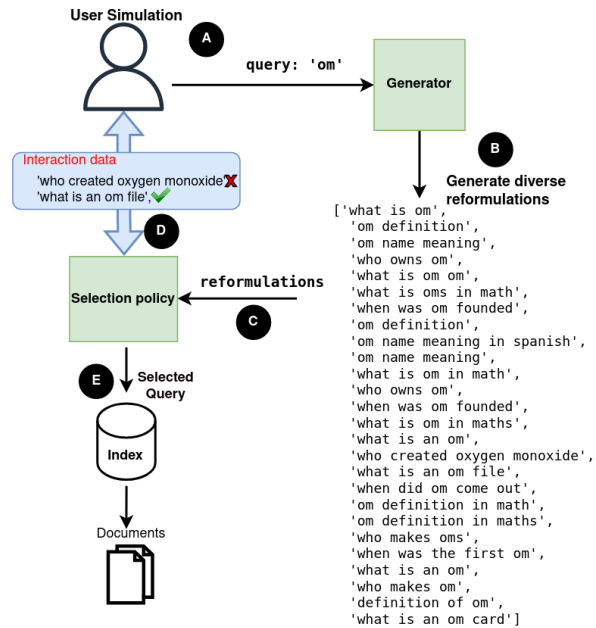 User Simulation
A
query: 'om'
Generator
B
Generate diverse
reformulations
Interaction data
'who created oxygen monoxide'
'what is an om file',
D
Selection policy
reformulations
C
E
Selected
Query
Index
Documents
['what is om',
'om definition',
'om name meaning',
'who owns om',
'what is om om',
'what is oms in math',
'when was om founded',
'om definition',
'om name meaning in spanish',
'om name meaning',
'what is om in math',
'who owns om',
'when was om founded',
'what is om in maths',
'what is an om',
'who created oxygen monoxide',
'what is an om file',
'when did om come out',
'om definition in math',
'om definition in maths',
'who makes oms',
'when was the first om',
'what is an om',
'who makes om',
'definition of om',
'what is an om card']